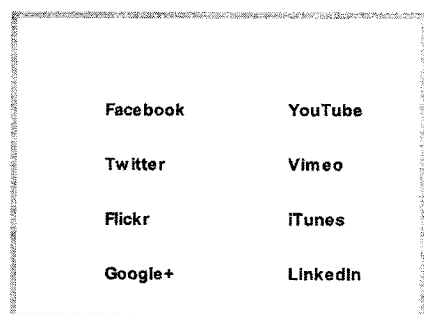 Facebook YouTube
Twitter Vimeo
Flickr iTunes
Google+ LinkedIn